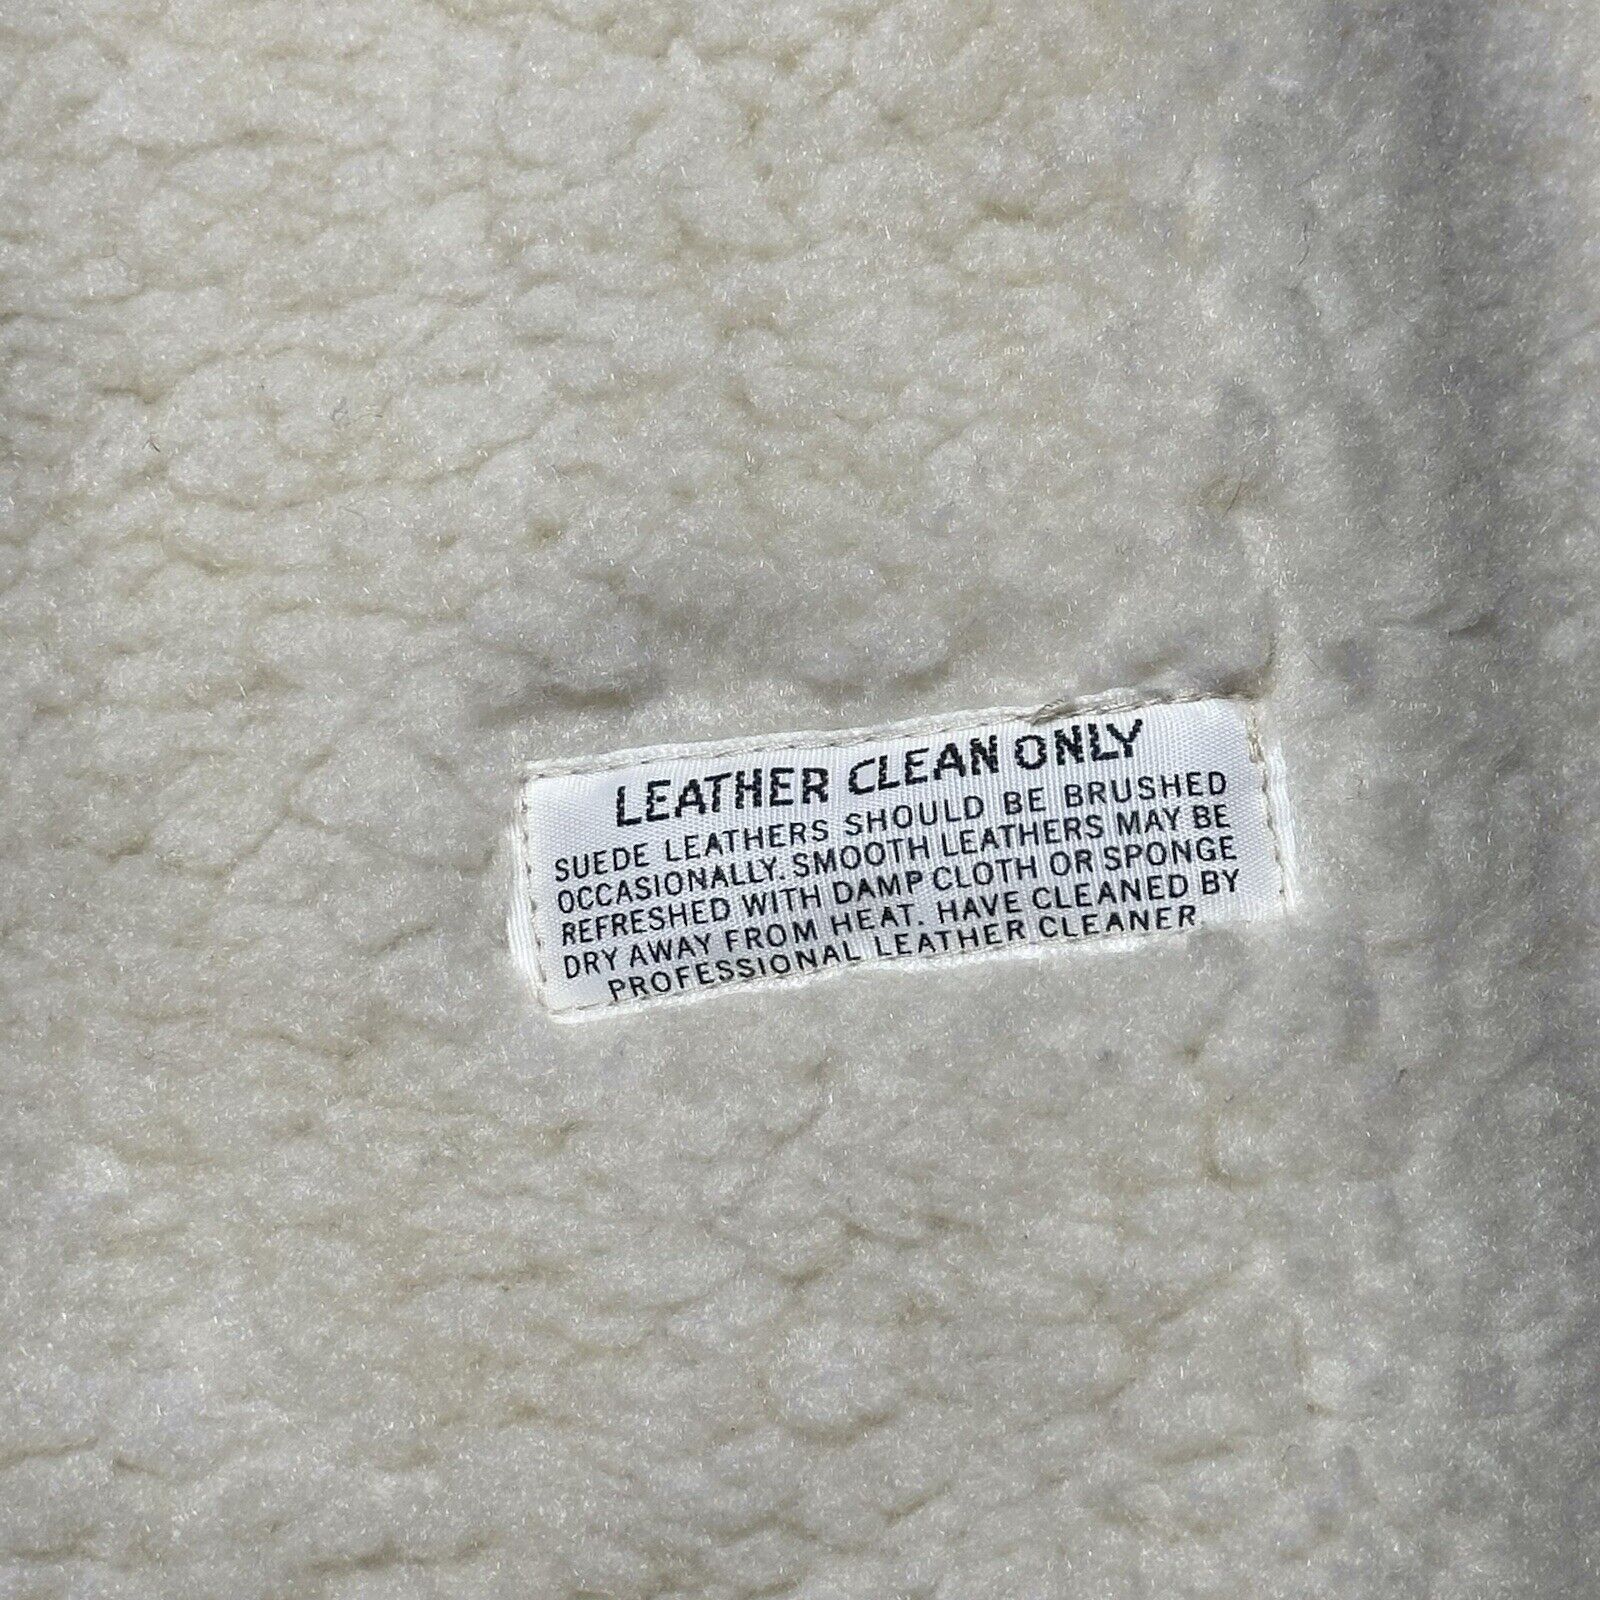 LEATHER CLEAN ONLY
SUEDE LEATHERS SHOULD BE BRUSHED
OCCASIONALLY. SMOOTH LEATHERS MAY BE
REFRESHED WITH DAMP CLOTH OR SPONGE
DRY AWAY FROM HEAT. HAVE CLEANED BY
PROFESSIONAL LEATHER CLEANER